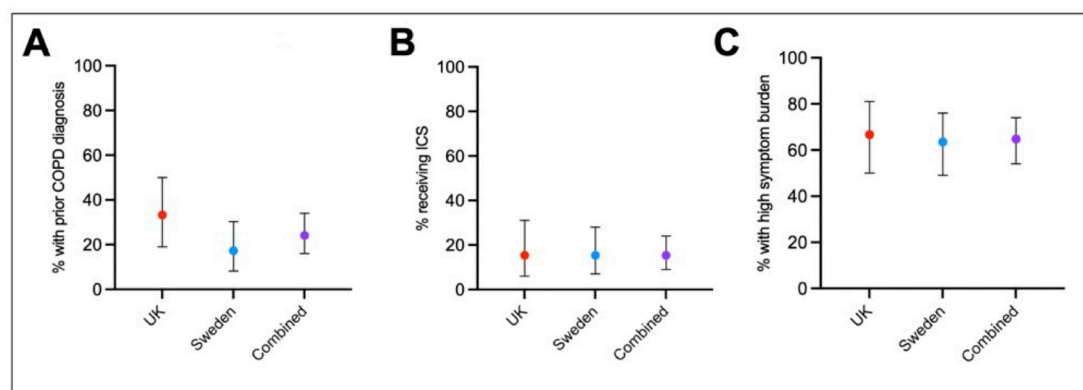 A
B
C
% with prior COPD diagnosis
100
80
60
40
20
0
UK
Sweden
Combined
% receiving ICS
100
80
60
40
20
0
UK
Sweden
Combined
% with high symptom burden
100
80
60
40
20
0
UK
Sweden
Combined